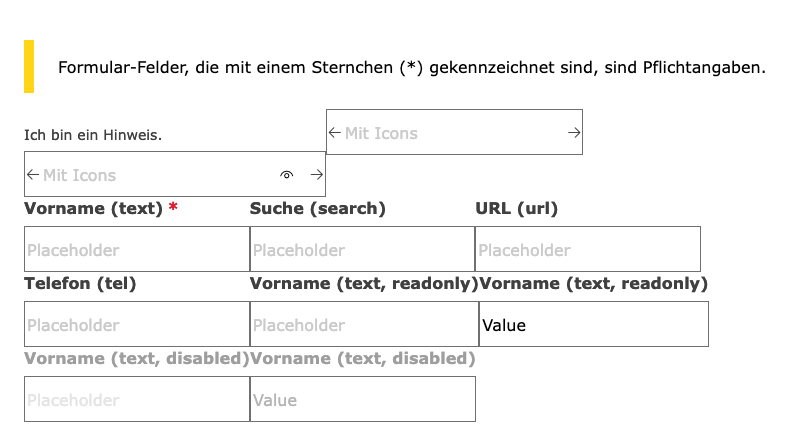 Formular-Felder, die mit einem Sternchen (*) gekennzeichnet sind, sind Pflichtangaben.
Ich bin ein Hinweis.
Mit Icons
Mit Icons
Vorname (text) * Suche (search) URL (url)
Placeholder Placeholder Placeholder
Telefon (tel) Vorname (text, readonly) Vorname (text, readonly)
Placeholder Placeholder Value
Vorname (text, disabled) Vorname (text, disabled)
Placeholder Value